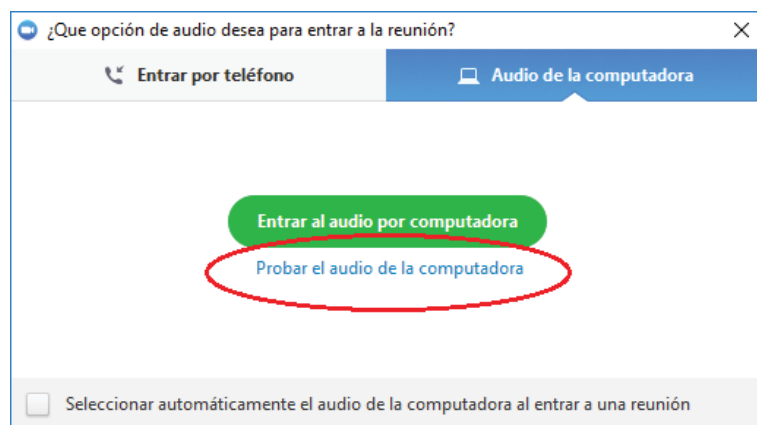 ¿Que opción de audio desea para entrar a la reunión?
Entrar por teléfono
Audio de la computadora
Entrar al audio por computadora
Probar el audio de la computadora
Seleccionar automáticamente el audio de la computadora al entrar a una reunión